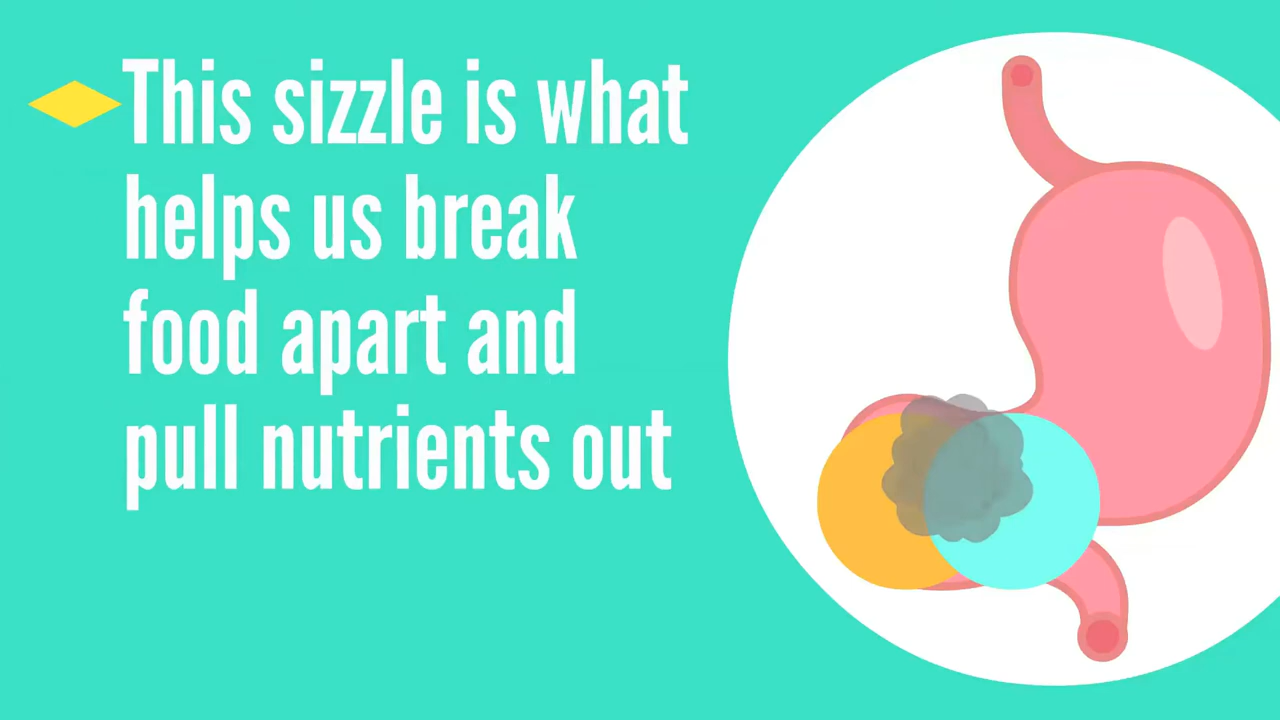 This sizzle is what
helps us break
food apart and
pull nutrients out